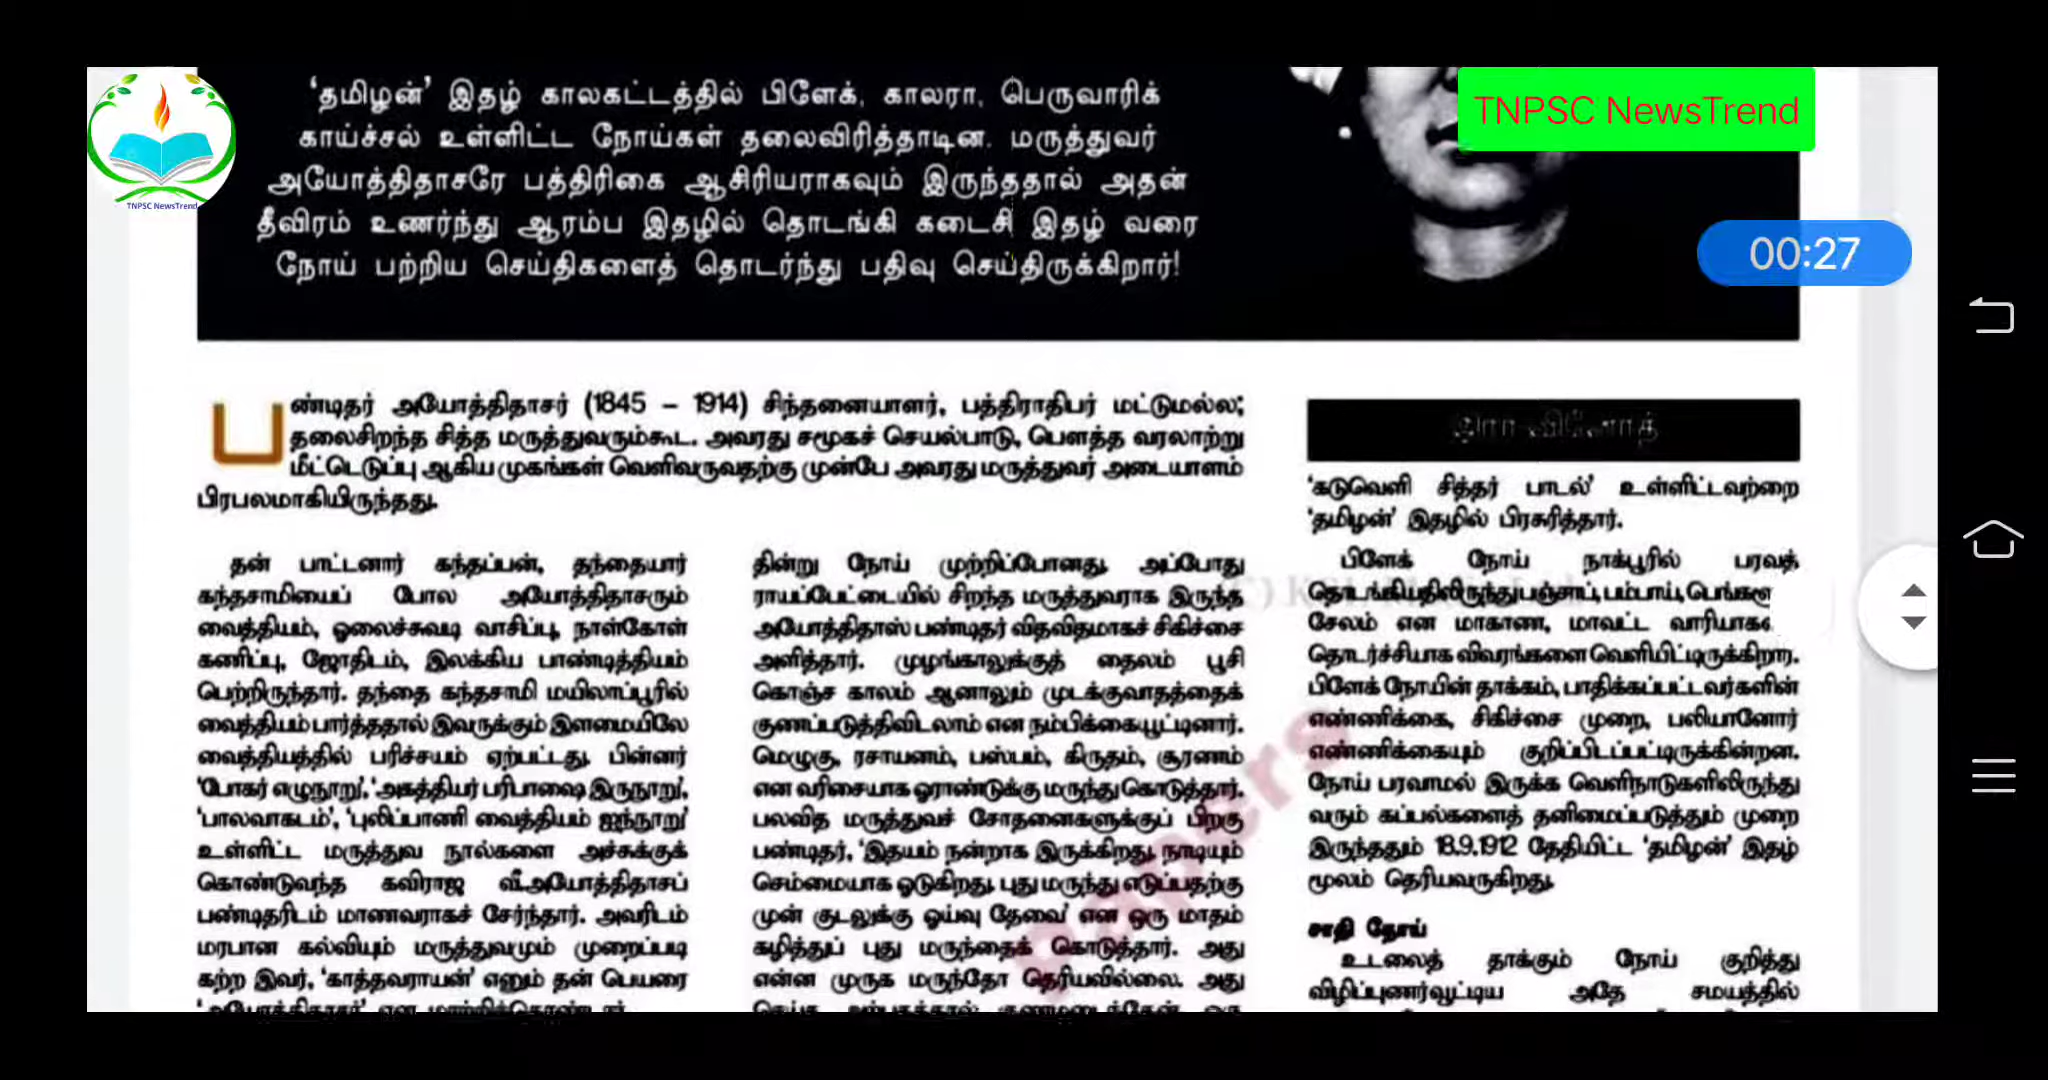 TNPSC NewsTrend
TNPSC NewsTrend
00:27
‘தமிழன்’ இதழ் காலகட்டத்தில் பிளேக், காலரா, பெருவாரிக்
காய்ச்சல் உள்ளிட்ட நோய்கள் தலைவிரித்தாடின. மருத்துவர்
அயோத்திதாசரே பத்திரிகை ஆசிரியராகவும் இருந்ததால் அதன்
தீவிரம் உணர்ந்து ஆரம்ப இதழில் தொடங்கி கடைசி இதழ் வரை
நோய் பற்றிய செய்திகளைத் தொடர்ந்து பதிவு செய்திருக்கிறார்!
பண்டிதர் அயோத்திதாசர் (1845 – 1914) சிந்தனையாளர், பத்திராதிபர் மட்டுமல்ல;
தலைசிறந்த சித்த மருத்துவரும்கூட. அவரது சமூகச் செயல்பாடு, பௌத்த வரலாற்று
மீட்டெடுப்பு ஆகிய முகங்கள் வெளிவருவதற்கு முன்பே அவரது மருத்துவர் அடையாளம்
பிரபலமாகியிருந்தது.
தன் பாட்டனார் கந்தப்பன், தந்தையார்
கந்தசாமியைப் போல அயோத்திதாசரும்
வைத்தியம், ஓலைச்சுவடி வாசிப்பு, நாள்கோள்
கணிப்பு, ஜோதிடம், இலக்கிய பாண்டித்தியம்
பெற்றிருந்தார். தந்தை கந்தசாமி மயிலாப்பூரில்
வைத்தியம் பார்த்ததால் இவருக்கும் இளமையிலே
வைத்தியத்தில் பரிச்சயம் ஏற்பட்டது. பின்னர்
‘போகர் எழுநூறு’, ‘அகத்தியர் பரிபாஷை இருநூறு’,
‘பாலவாகடம்’, ‘புலிப்பாணி வைத்தியம் ஐந்நூறு’
உள்ளிட்ட மருத்துவ நூல்களை அச்சுக்குக்
கொண்டுவந்த கவிராஜ வீ.அயோத்திதாசப்
பண்டிதரிடம் மாணவராகச் சேர்ந்தார். அவரிடம்
மரபான கல்வியும் மருத்துவமும் முறைப்படி
கற்ற இவர், ‘காத்தவராயன்’ எனும் தன் பெயரை
‘அயோத்திதாசர்’ என மாற்றிக்கொண்டார்
தின்று நோய் முற்றிப்போனது. அப்போது
ராயப்பேட்டையில் சிறந்த மருத்துவராக இருந்த
அயோத்திதாஸ் பண்டிதர் விதவிதமாகச் சிகிச்சை
அளித்தார். முழங்காலுக்குத் தைலம் பூசி
கொஞ்ச காலம் ஆனாலும் முடக்குவாதத்தைக்
குணப்படுத்திவிடலாம் என நம்பிக்கையூட்டினார்.
மெழுகு, ரசாயனம், பஸ்பம், கிருதம், சூரணம்
என வரிசையாக ஓராண்டுக்கு மருந்து கொடுத்தார்.
பலவித மருத்துவச் சோதனைகளுக்குப் பிறகு
பண்டிதர், ‘இதயம் நன்றாக இருக்கிறது. நாடியும்
செம்மையாக ஓடுகிறது. புது மருந்து எடுப்பதற்கு
முன் குடலுக்கு ஓய்வு தேவை’ என ஒரு மாதம்
கழித்துப் புது மருந்தைக் கொடுத்தார். அது
என்ன முருக மருந்தோ தெரியவில்லை. அது
‘கடுவெளி சித்தர் பாடல்’ உள்ளிட்டவற்றை
‘தமிழன்’ இதழில் பிரசுரித்தார்.
பிளேக் நோய் நாக்பூரில் பரவத்
தொடங்கியதிலிருந்து பஞ்சாப், பம்பாய்,
சேலம் என மாகாண, மாவட்ட
தொடர்ச்சியாக விவரங்களை வெளியிட்டிருக்கிறார்.
பிளேக் நோயின் தாக்கம், பாதிக்கப்பட்டவர்களின்
எண்ணிக்கை, சிகிச்சை முறை, பலியானோர்
எண்ணிக்கையும் குறிப்பிடப்பட்டிருக்கின்றன.
நோய் பரவாமல் இருக்க வெளிநாடுகளிலிருந்து
வரும் கப்பல்களைத் தனிமைப்படுத்தும் முறை
இருந்ததும் 18.9.1912 தேதியிட்ட ‘தமிழன்’ இதழ்
மூலம் தெரியவருகிறது.
சாதி நோய்
உடலைத் தாக்கும் நோய் குறித்து
விழிப்புணர்வூட்டிய அதே சமயத்தில்
papers